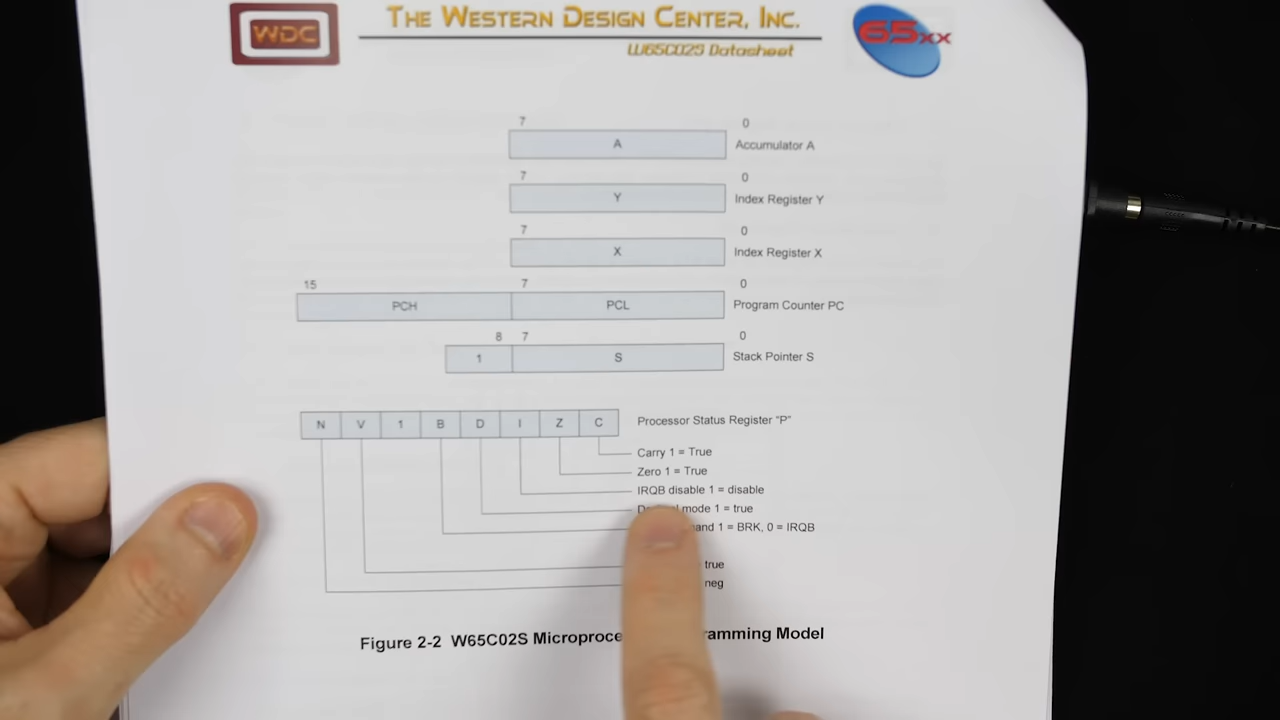 WDC
THE WESTERN DESIGN CENTER, INC.
W65C02S Datasheet
65xx
7 0
A Accumulator A
7 0
Y Index Register Y
7 0
X Index Register X
15 7 0
PCH PCL Program Counter PC
8 7 0
1 S Stack Pointer S
N V 1 B D I Z C Processor Status Register "P"
Carry 1 = True
Zero 1 = True
IRQB disable 1 = disable
mode 1 = true
1 = BRK, 0 = IRQB
true
neg
Figure 2-2 W65C02S Model